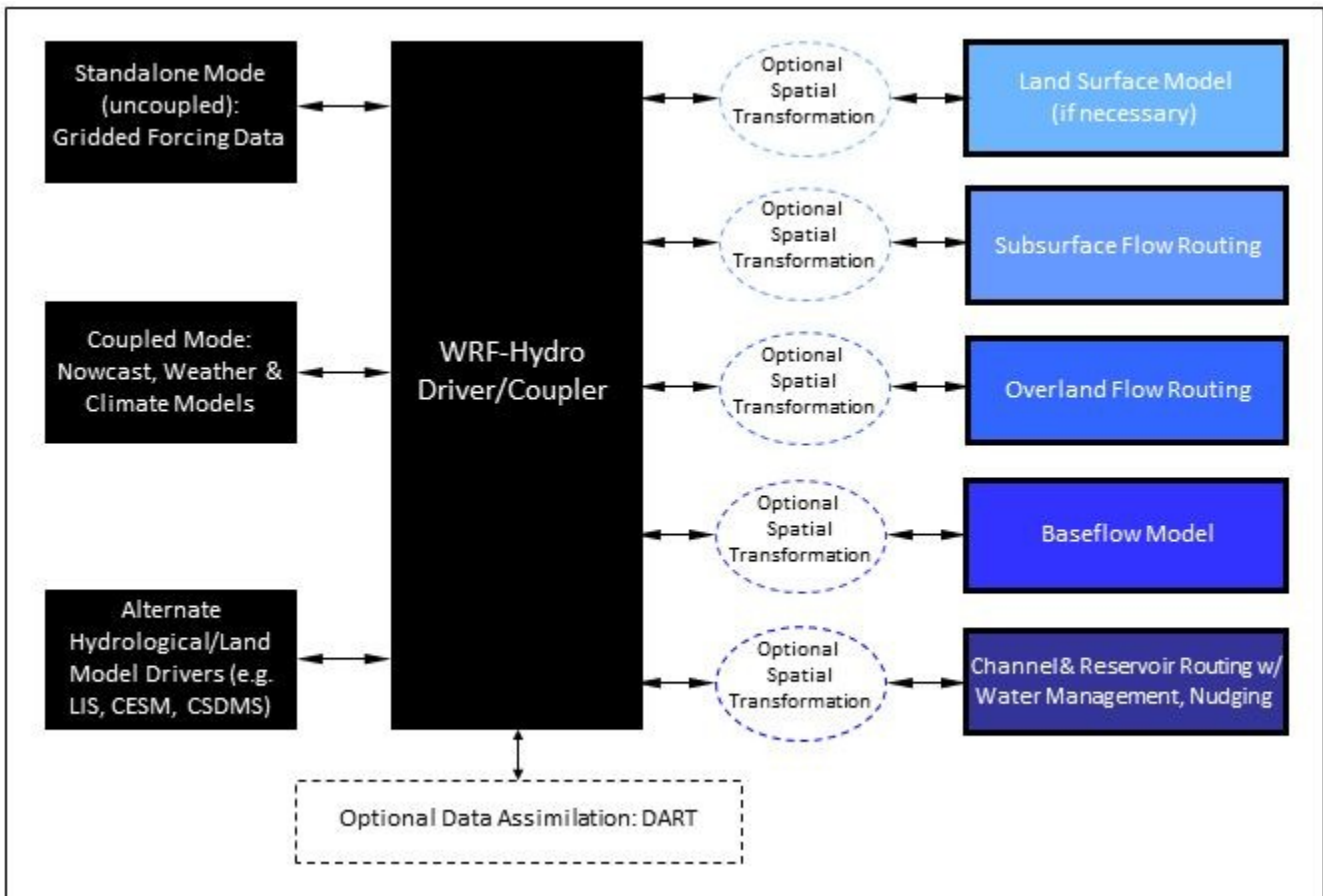 Standalone Mode
(uncoupled):
Gridded Forcing Data
Coupled Mode:
Nowcast, Weather &
Climate Models
Alternate
Hydrological/Land
Model Drivers (e.g.
LIS, CESM, CSDMS)
WRF-Hydro
Driver/Coupler
Optional
Spatial
Transformation
Land Surface Model
(if necessary)
Optional
Spatial
Transformation
Subsurface Flow Routing
Optional
Spatial
Transformation
Overland Flow Routing
Optional
Spatial
Transformation
Baseflow Model
Optional
Spatial
Transformation
Channel& Reservoir Routing w/
Water Management, Nudging
Optional Data Assimilation: DART